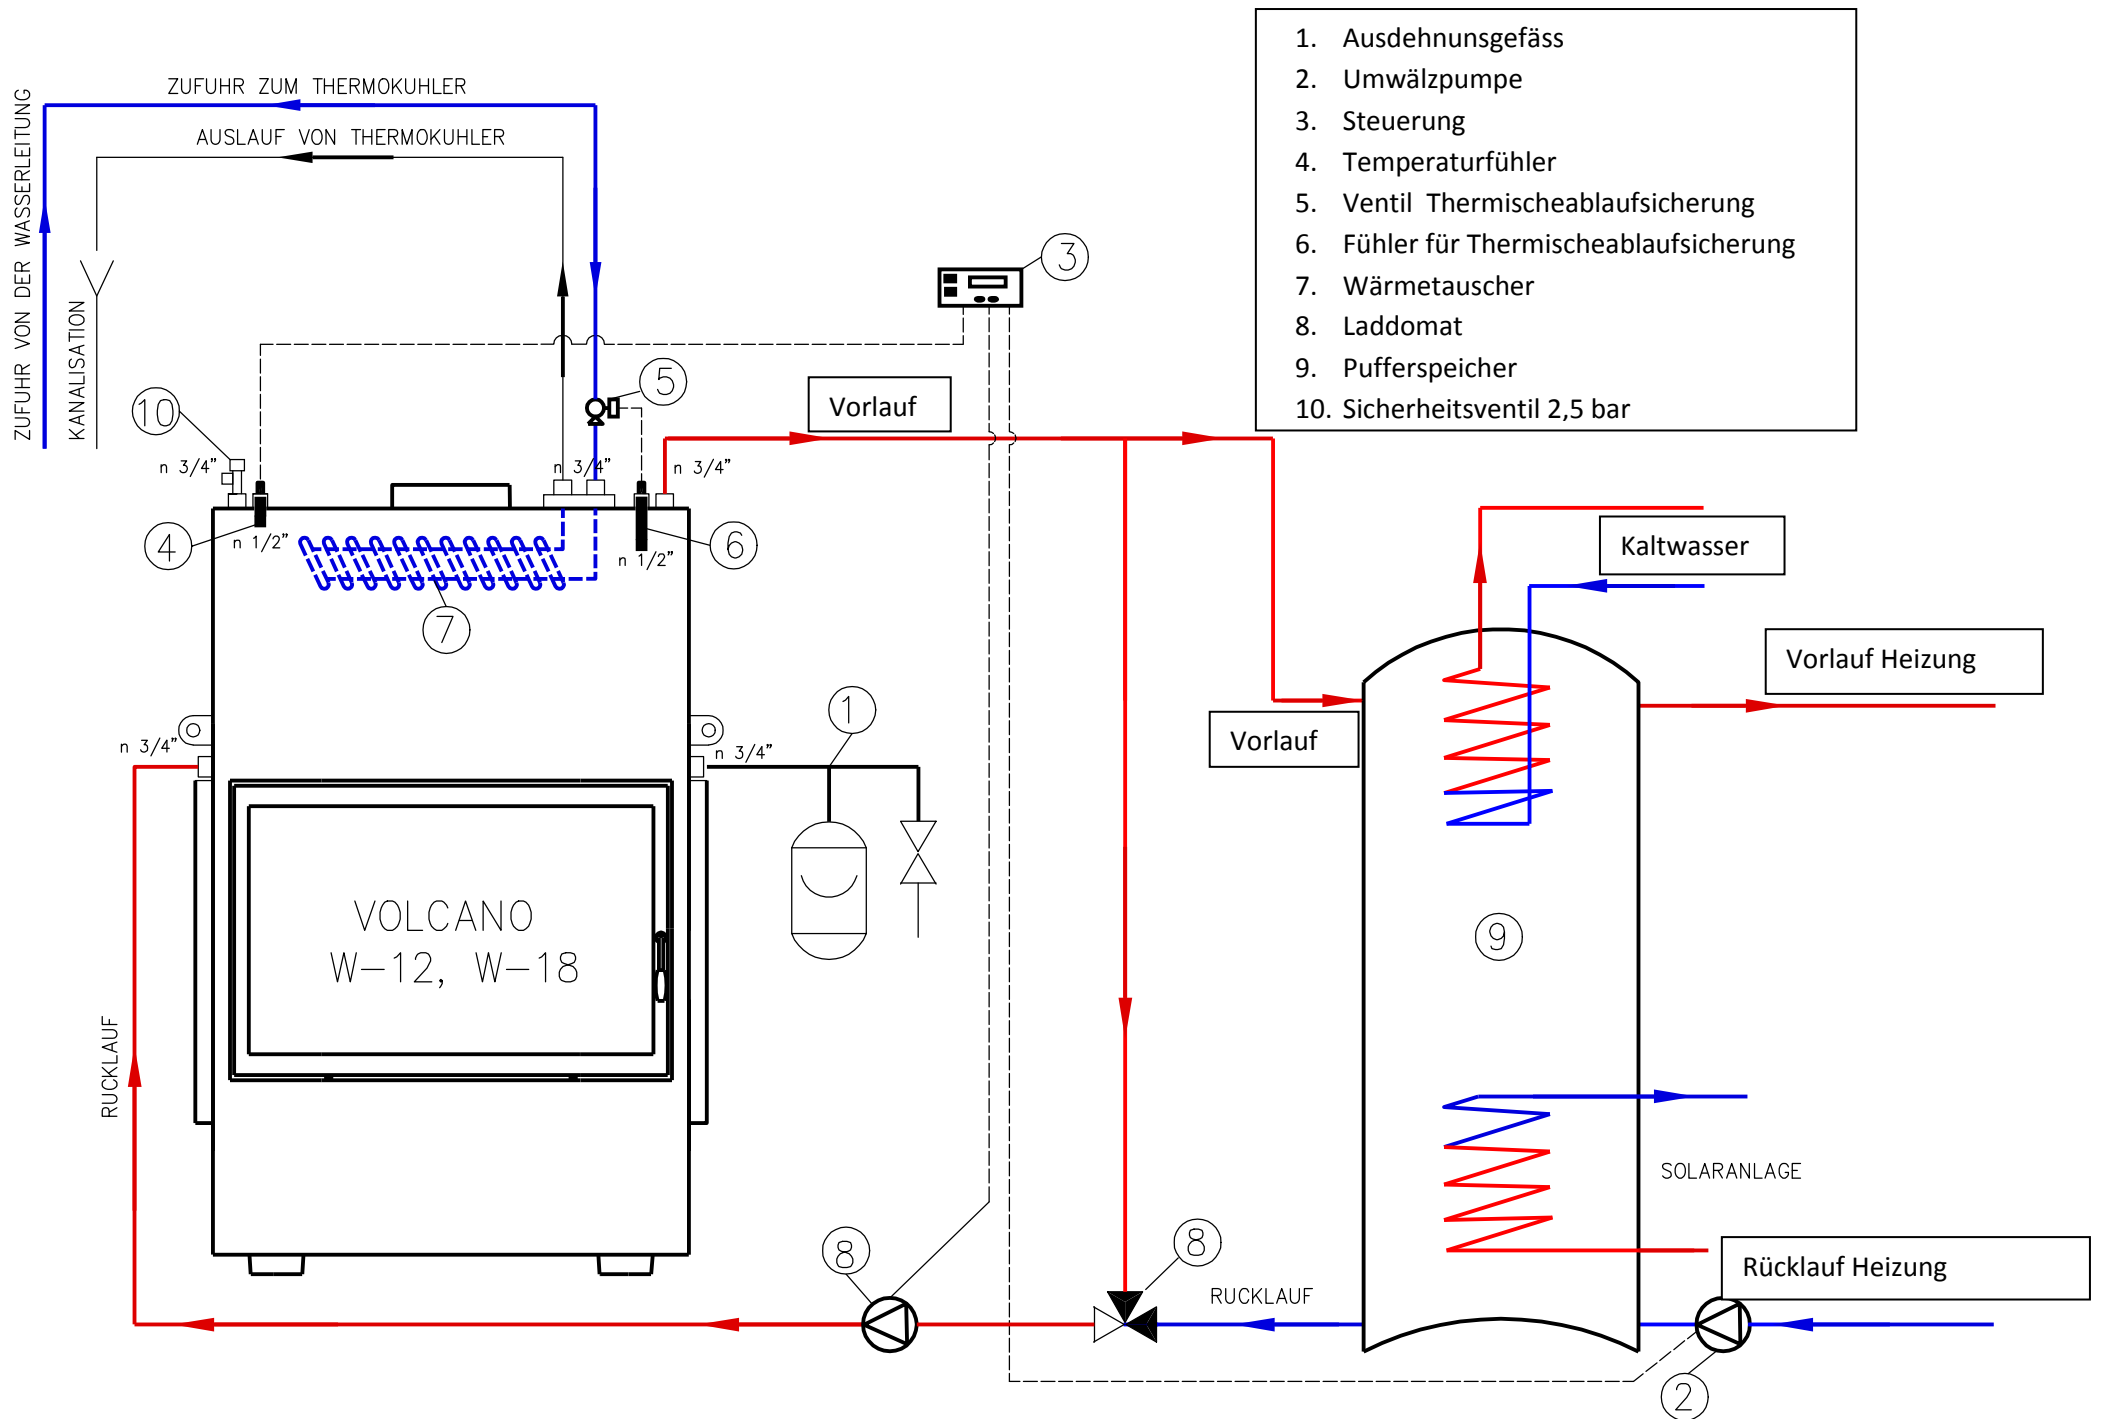 1. Ausdehnunsgefäss
2. Umwälzpumpe
3. Steuerung
4. Temperaturfühler
5. Ventil Thermischeablaufsicherung
6. Fühler für Thermischeablaufsicherung
7. Wärmetauscher
8. Laddomat
9. Pufferspeicher
10. Sicherheitsventil 2,5 bar
ZUFUHR ZUM THERMOKUHLER
AUSLAUF VON THERMOKUHLER
ZUFUHR VON DER WASSERLEITUNG
KANALISATION
3
5
10
Vorlauf
n 3/4"
n 3/4"
n 3/4"
4
n 1/2"
n 1/2"
6
7
Kaltwasser
Vorlauf Heizung
1
Vorlauf
n 3/4"
n 3/4"
VOLCANO
W-12, W-18
9
RUCKLAUF
SOLARANLAGE
8
8
RUCKLAUF
Rücklauf Heizung
2